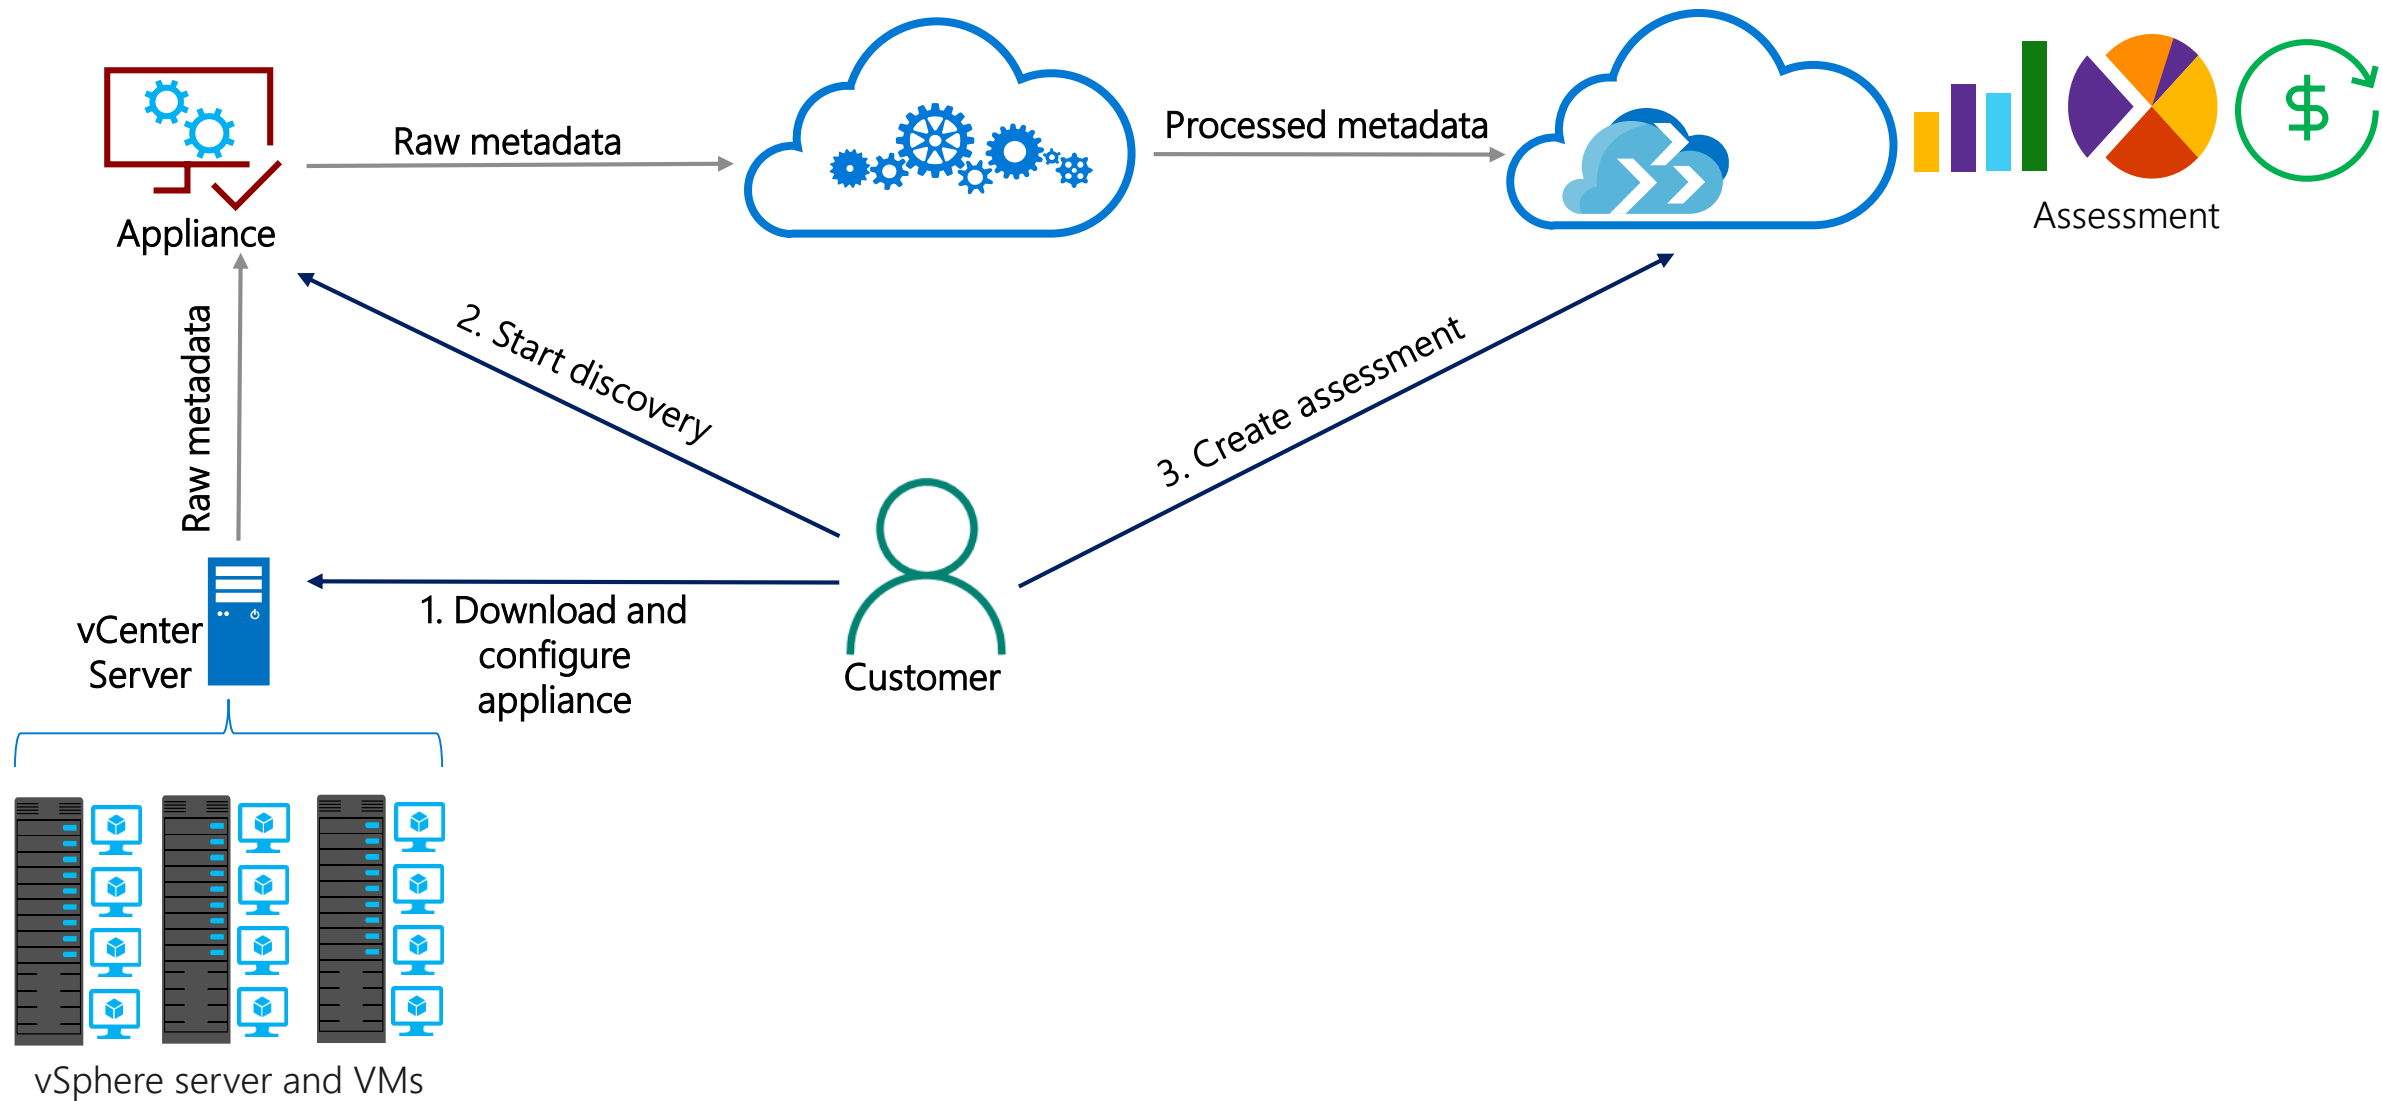 Raw metadata
Processed metadata
Appliance
Assessment
Raw metadata
2. Start discovery
3. Create assessment
1. Download and
configure
appliance
vCenter
Server
Customer
vSphere server and VMs